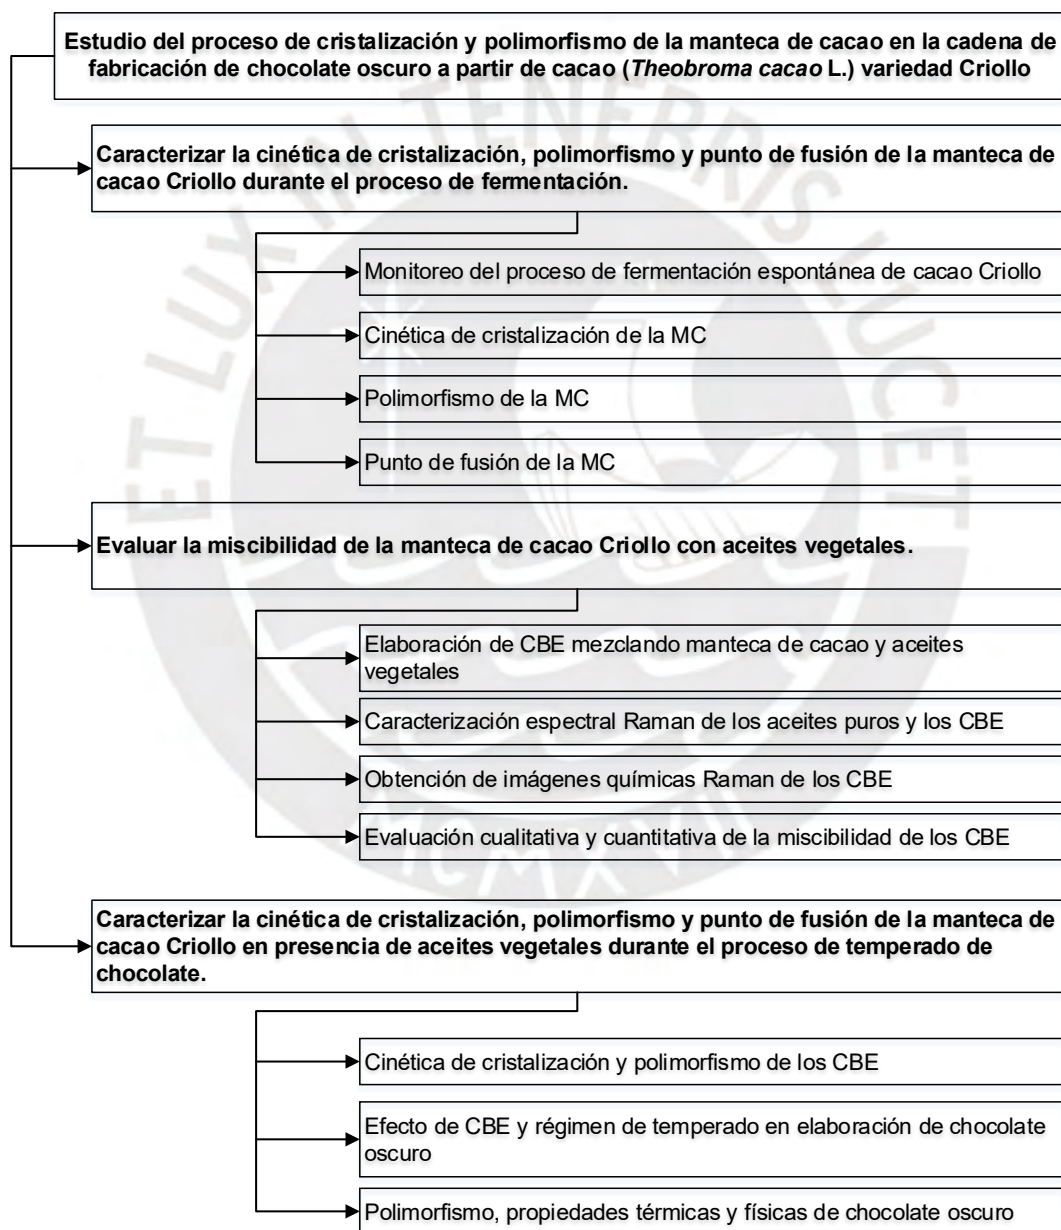 Estudio del proceso de cristalización y polimorfismo de la manteca de cacao en la cadena de
fabricación de chocolate oscuro a partir de cacao (Theobroma cacao L.) variedad Criollo
Caracterizar la cinética de cristalización, polimorfismo y punto de fusión de la manteca de
cacao Criollo durante el proceso de fermentación.
Monitoreo del proceso de fermentación espontánea de cacao Criollo
Cinética de cristalización de la MC
Polimorfismo de la MC
Punto de fusión de la MC
Evaluar la miscibilidad de la manteca de cacao Criollo con aceites vegetales.
Elaboración de CBE mezclando manteca de cacao y aceites
vegetales
Caracterización espectral Raman de los aceites puros y los CBE
Obtención de imágenes químicas Raman de los CBE
Evaluación cualitativa y cuantitativa de la miscibilidad de los CBE
Caracterizar la cinética de cristalización, polimorfismo y punto de fusión de la manteca de
cacao Criollo en presencia de aceites vegetales durante el proceso de temperado de
chocolate.
Cinética de cristalización y polimorfismo de los CBE
Efecto de CBE y régimen de temperado en elaboración de chocolate
oscuro
Polimorfismo, propiedades térmicas y físicas de chocolate oscuro
ET LUX IN TENEBRIS LUCET
MCMXVII